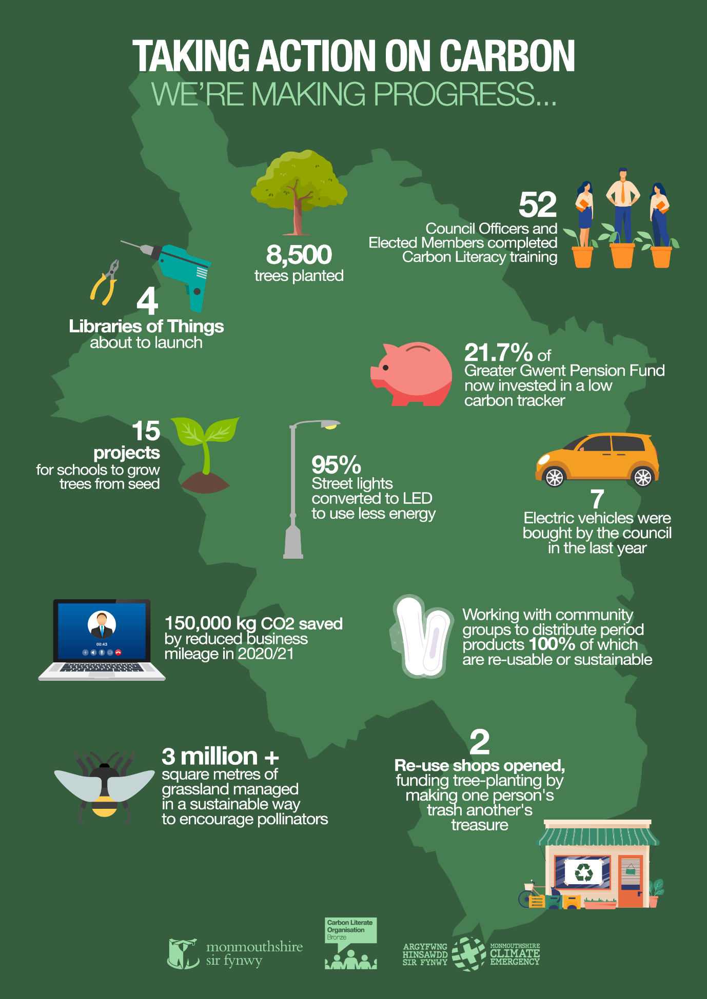 TAKING ACTION ON CARBON
WE'RE MAKING PROGRESS...
8,500
trees planted
52
Council Officers and
Elected Members completed
Carbon Literacy training
4
Libraries of Things
about to launch
21.7% of
Greater Gwent Pension Fund
now invested in a low
carbon tracker
15
projects
for schools to grow
trees from seed
95%
Street lights
converted to LED
to use less energy
7
Electric vehicles were
bought by the council
in the last year
00:43
150,000 kg CO2 saved
by reduced business
mileage in 2020/21
Working with community
groups to distribute period
products 100% of which
are re-usable or sustainable
3 million +
square metres of
grassland managed
in a sustainable way
to encourage pollinators
2
Re-use shops opened,
funding tree-planting by
making one person's
trash another's
treasure
monmouthshire
sir fynwy
Carbon Literate
Organisation
Bronze
ARGYFWNG
HINSAWDD
SIR FYNWY
MONMOUTHSHIRE
CLIMATE
EMERGENCY